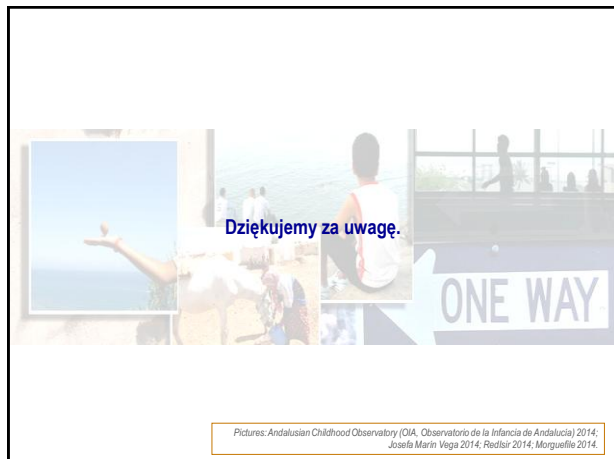 Dziękujemy za uwagę.
ONE WAY
Pictures: Andalusian Childhood Observatory (OIA, Observatorio de la Infancia de Andalucía) 2014;
Josefa Marín Vega 2014; RedIsir 2014; Morguefile 2014.